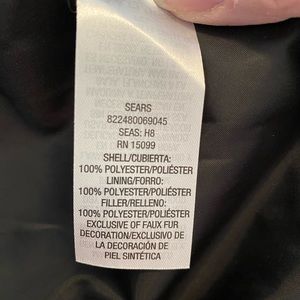 SEARS
822480069045
SEAS: H8
RN 15099
SHELL/CUBIERTA:
100% POLYESTER/POLIÉSTER
LINING/FORRO:
100% POLYESTER/POLIÉSTER
FILLER/RELLENO:
100% POLYESTER/POLIÉSTER
EXCLUSIVE OF FAUX FUR
DECORATION/EXCLUSIVO DE
LA DECORACIÓN DE
PIEL SINTÉTICA